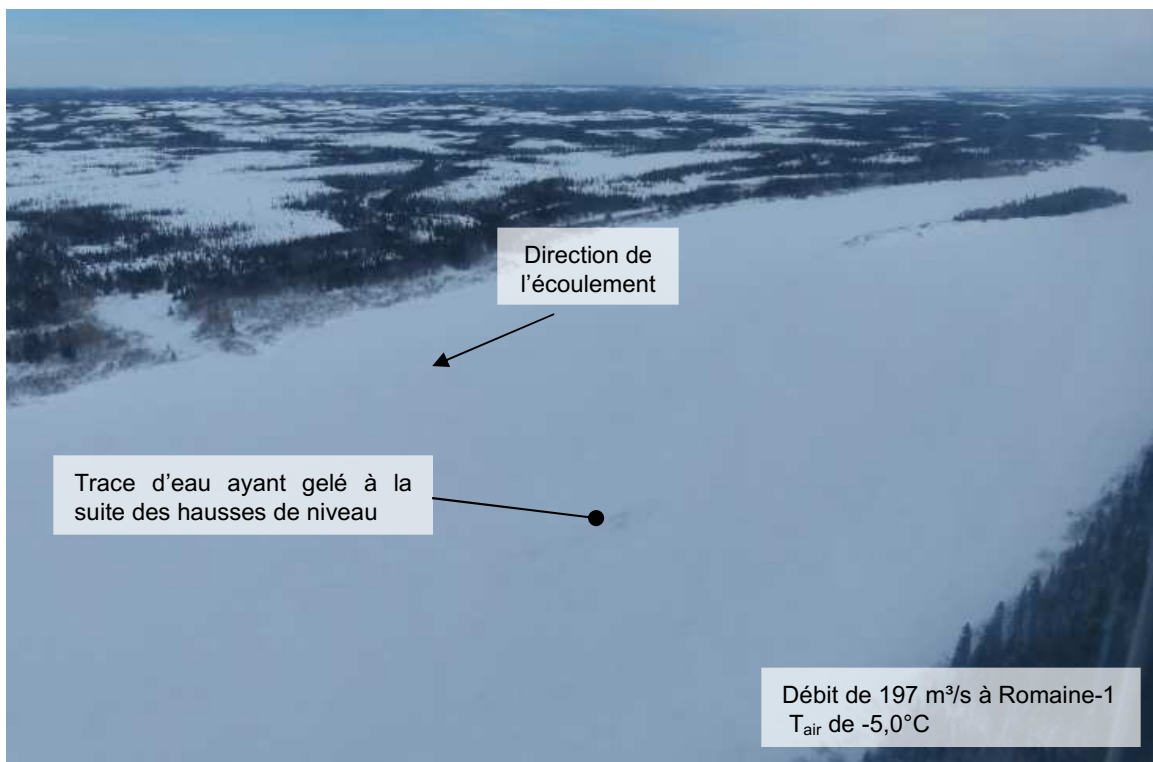 Direction de
l'écoulement
Trace d'eau ayant gelé à la
suite des hausses de niveau
Débit de 197 m³/s à Romaine-1
Tair de -5,0°C